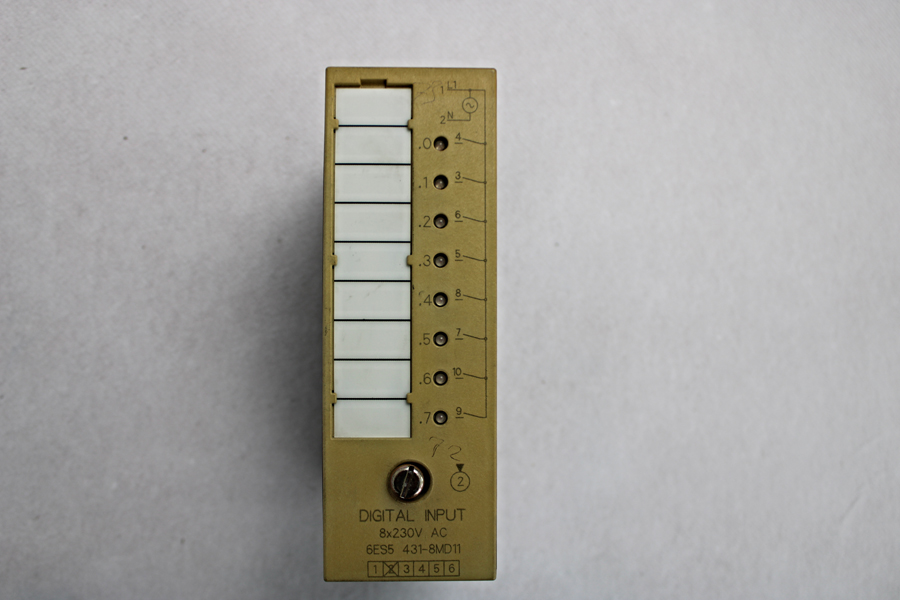 1 L1
2 N
.0 4
.1 3
.2 6
.3 5
.4 8
.5 7
.6 10
.7 9
2
DIGITAL INPUT
8x230V AC
6ES5 431-8MD11
1 2 3 4 5 6